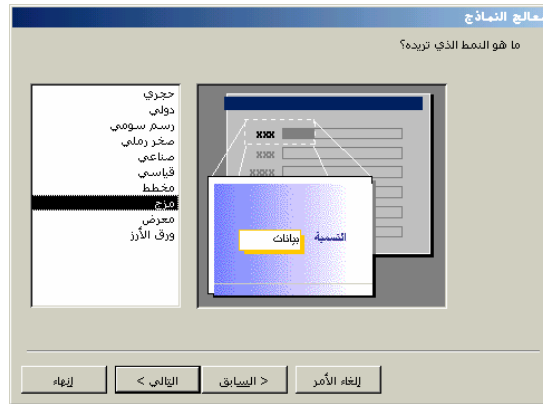 معالج النماذج
ما هو النمط الذي تريده؟
حجري
دولي
رسم سومي
صخر رملي
صناعي
قياسي
مخطط
مزج
معرض
ورق الأرز
xxx
xxx
xxxx
التسمية
بيانات
إلغاء الأمر
< السابق
التالي >
إنهاء